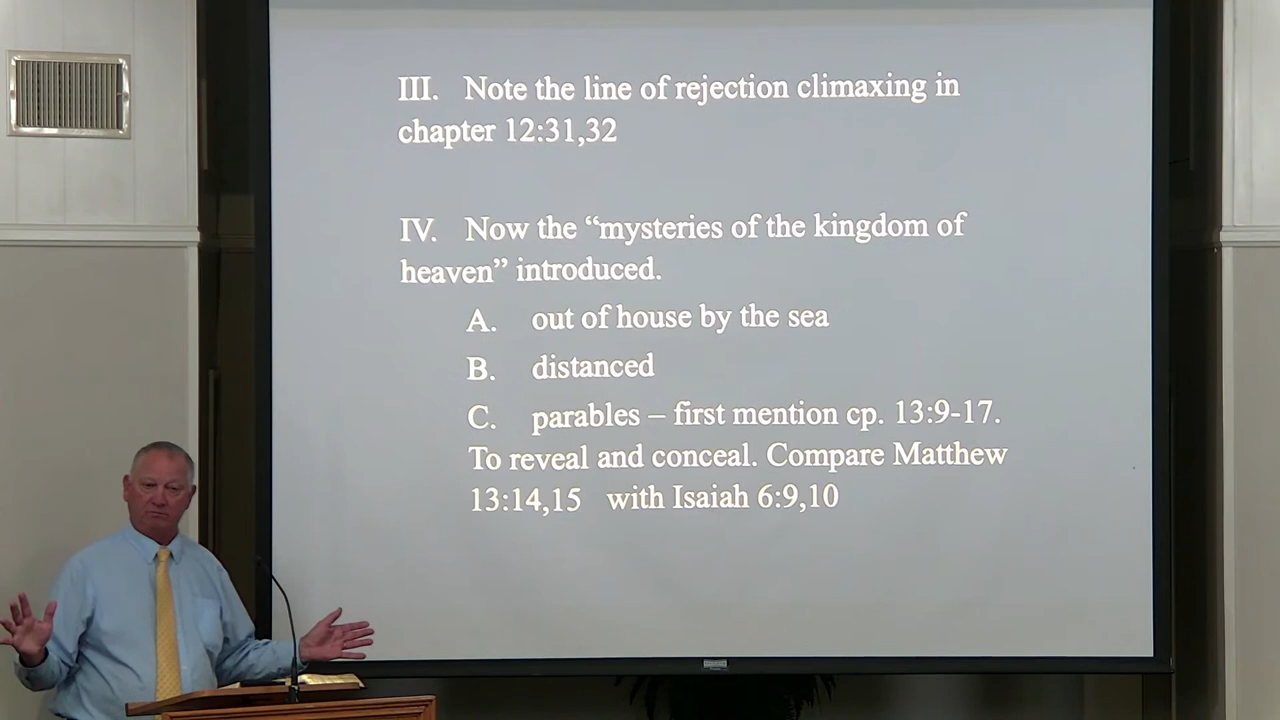 III. Note the line of rejection climaxing in
chapter 12:31,32
IV. Now the “mysteries of the kingdom of
heaven” introduced.
A. out of house by the sea
B. distanced
C. parables – first mention cp. 13:9-17.
To reveal and conceal. Compare Matthew
13:14,15 with Isaiah 6:9,10